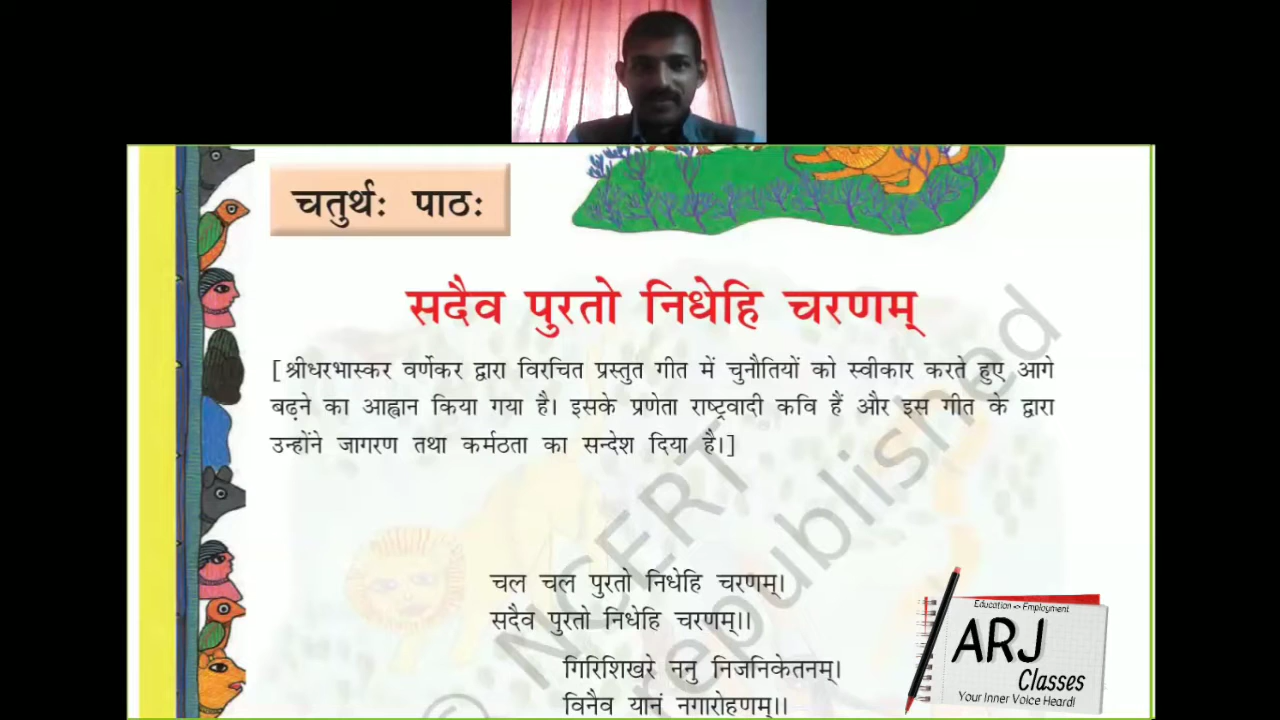 चतुर्थः पाठः
सदैव पुरतो निधेहि चरणम्
[श्रीधरभास्कर वर्णेकर द्वारा विरचित प्रस्तुत गीत में चुनौतियों को स्वीकार करते हुए आगे
बढ़ने का आह्वान किया गया है। इसके प्रणेता राष्ट्रवादी कवि हैं और इस गीत के द्वारा
उन्होंने जागरण तथा कर्मठता का सन्देश दिया है।]
चल चल पुरतो निधेहि चरणम्।
सदैव पुरतो निधेहि चरणम्।।
गिरिशिखरे ननु निजनिकेतनम्।
विनैव यानं नगारोहणम्।।
© NCERT
republished
Education <> Employment
ARJ
Classes
Your Inner Voice Heard!